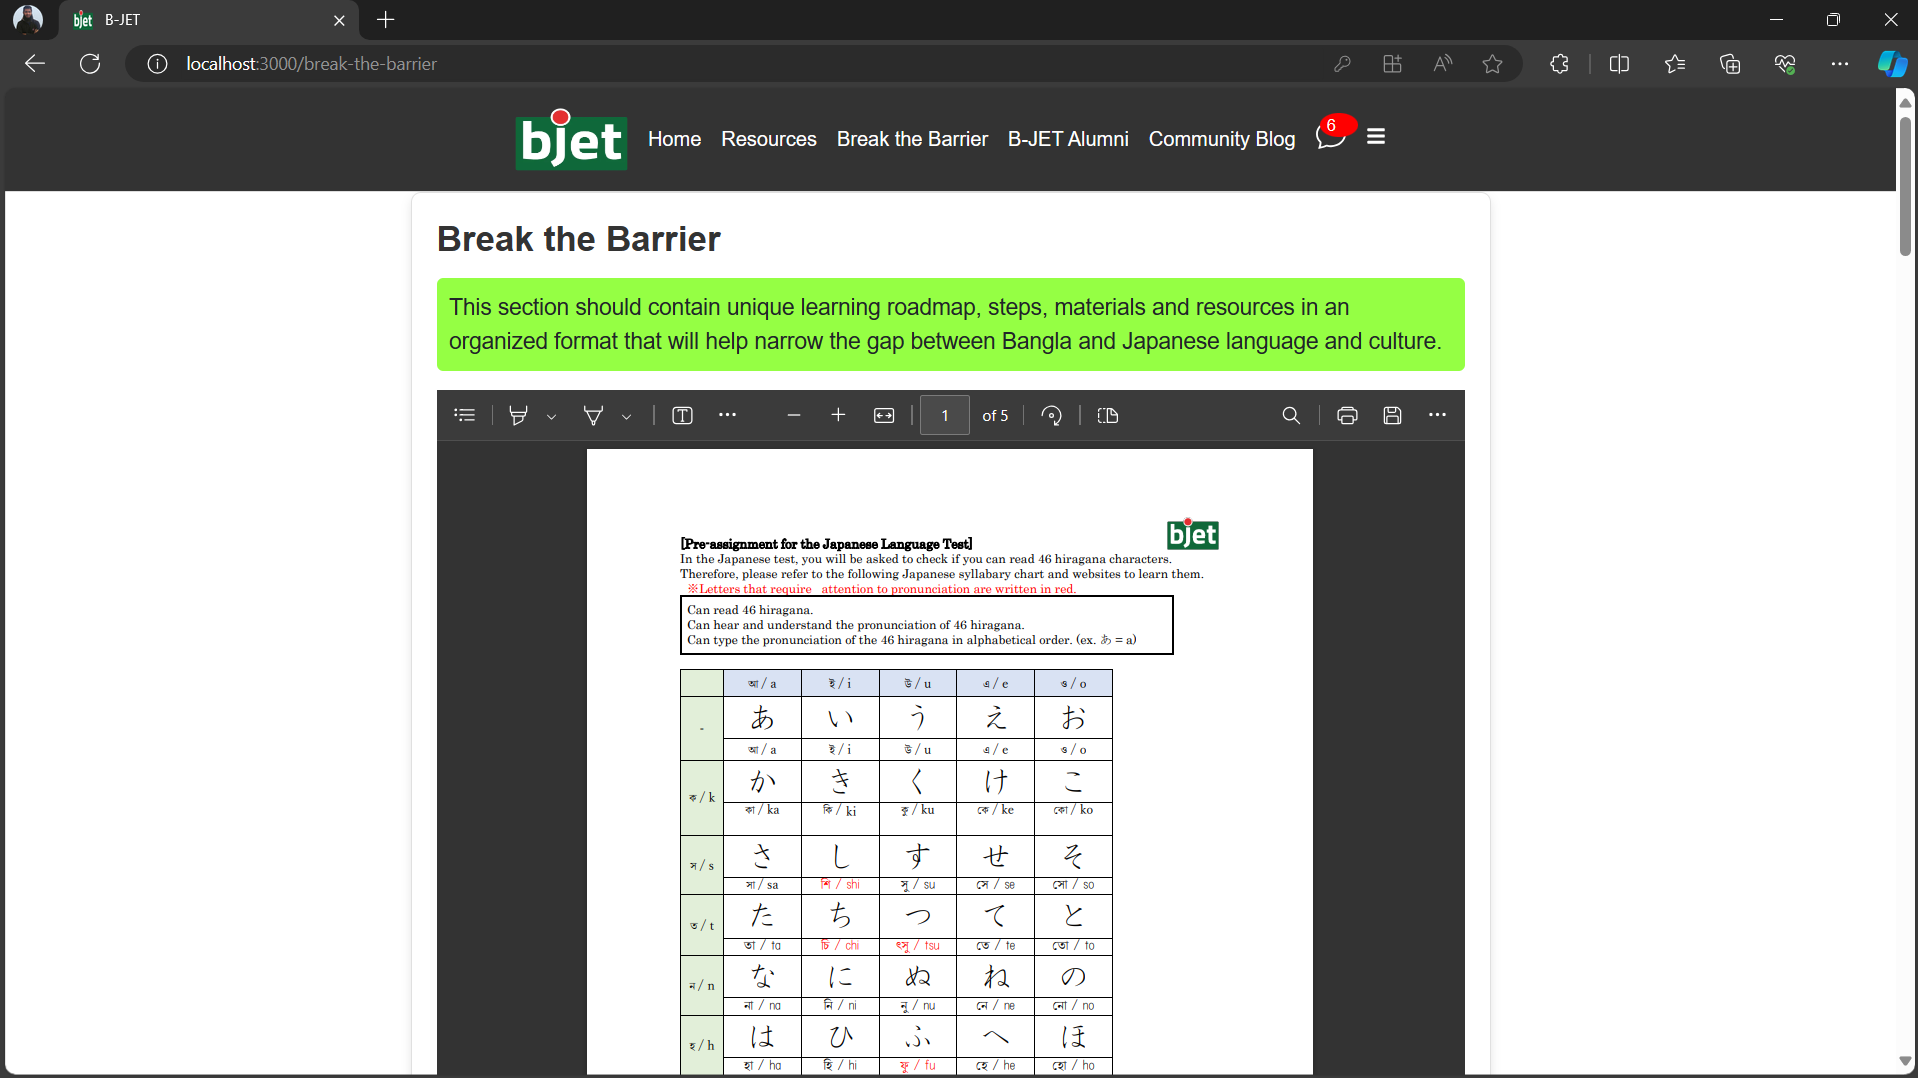 B-JET
localhost:3000/break-the-barrier
bjet Home Resources Break the Barrier B-JET Alumni Community Blog 6
Break the Barrier
This section should contain unique learning roadmap, steps, materials and resources in an
organized format that will help narrow the gap between Bangla and Japanese language and culture.
1 of 5
bjet
[Pre-assignment for the Japanese Language Test]
In the Japanese test, you will be asked to check if you can read 46 hiragana characters.
Therefore, please refer to the following Japanese syllabary chart and websites to learn them.
※Letters that require attention to pronunciation are written in red.
Can read 46 hiragana.
Can hear and understand the pronunciation of 46 hiragana.
Can type the pronunciation of the 46 hiragana in alphabetical order. (ex. あ = a)
আ / a ই / i উ / u এ / e ও / o
- あ い う え お
আ / a ই / i উ / u এ / e ও / o
ক / k か き く け こ
কা / ka কি / ki কু / ku কে / ke কো / ko
স / s さ し す せ そ
সা / sa শি / shi সু / su সে / se সো / so
ত / t た ち つ て と
তা / ta চি / chi ৎসু / tsu তে / te তো / to
ন / n な に ぬ ね の
না / na নি / ni নু / nu নে / ne নো / no
হ / h は ひ ふ へ ほ
হা / ha হি / hi ফু / fu হে / he হো / ho